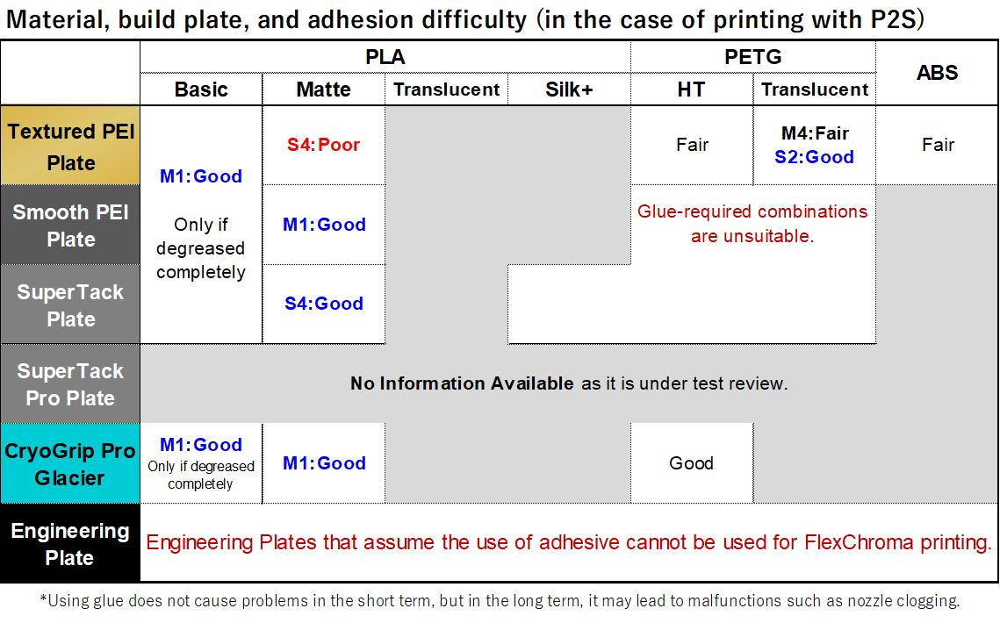 Material, build plate, and adhesion difficulty (in the case of printing with P2S)
PLA
PETG
ABS
Basic
Matte
Translucent
Silk+
HT
Translucent
Textured PEI
Plate
M1:Good
Only if
degreased
completely
S4:Poor
Fair
M4:Fair
S2:Good
Fair
Smooth PEI
Plate
M1:Good
Glue-required combinations
are unsuitable.
SuperTack
Plate
S4:Good
SuperTack
Pro Plate
No Information Available as it is under test review.
CryoGrip Pro
Glacier
M1:Good
Only if degreased
completely
M1:Good
Good
Engineering
Plate
Engineering Plates that assume the use of adhesive cannot be used for FlexChroma printing.
*Using glue does not cause problems in the short term, but in the long term, it may lead to malfunctions such as nozzle clogging.